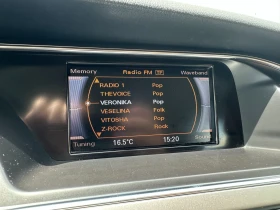 Memory Radio FM Waveband
RADIO 1 Pop
THEVOICE Pop
VERONIKA Pop
VESELINA Folk
VITOSHA Pop
Z-ROCK Rock
Tuning 16.5°C 15:20 Sound